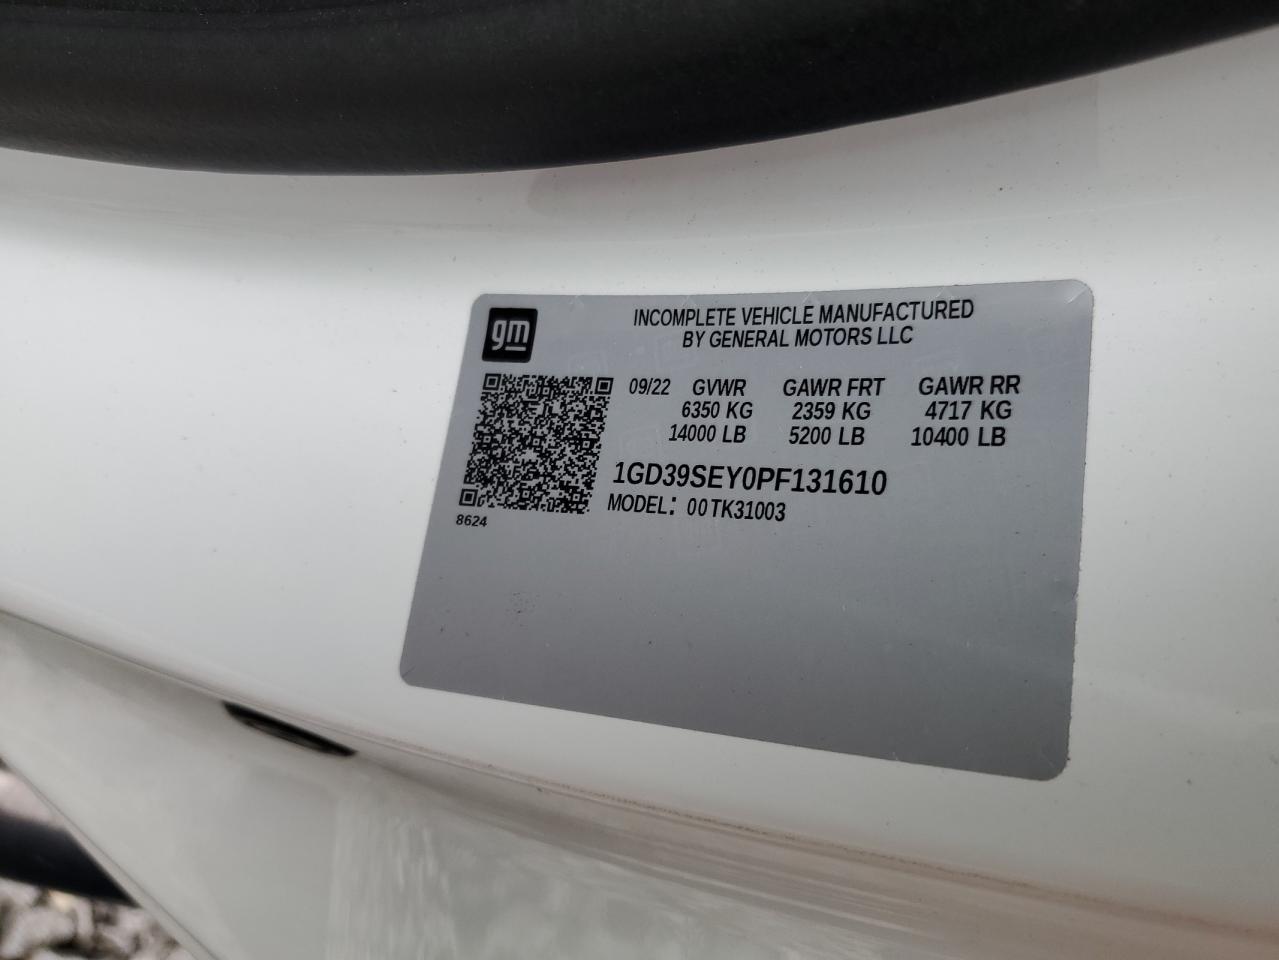 gm
INCOMPLETE VEHICLE MANUFACTURED
BY GENERAL MOTORS LLC
09/22 GVWR GAWR FRT GAWR RR
6350 KG 2359 KG 4717 KG
14000 LB 5200 LB 10400 LB
1GD39SEY0PF131610
MODEL: 00TK31003
8624